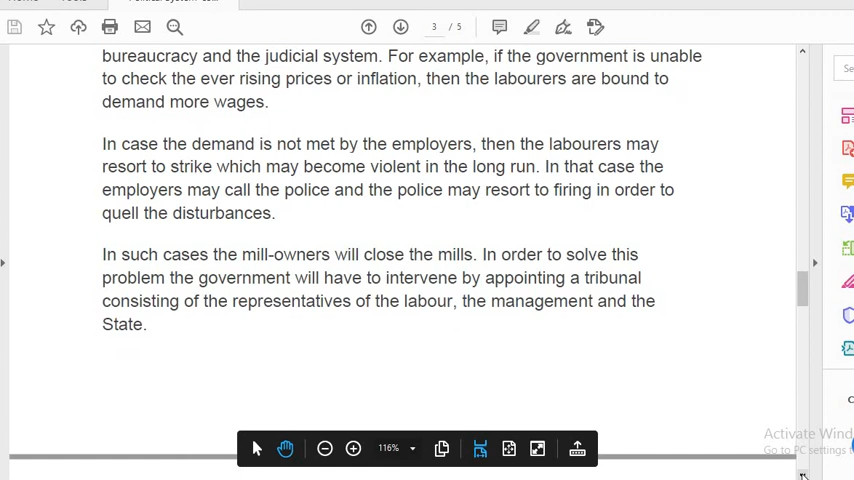 3 / 5
bureaucracy and the judicial system. For example, if the government is unable
to check the ever rising prices or inflation, then the labourers are bound to
demand more wages.
In case the demand is not met by the employers, then the labourers may
resort to strike which may become violent in the long run. In that case the
employers may call the police and the police may resort to firing in order to
quell the disturbances.
In such cases the mill-owners will close the mills. In order to solve this
problem the government will have to intervene by appointing a tribunal
consisting of the representatives of the labour, the management and the
State.
116%
Activate Wind
Go to PC settings t